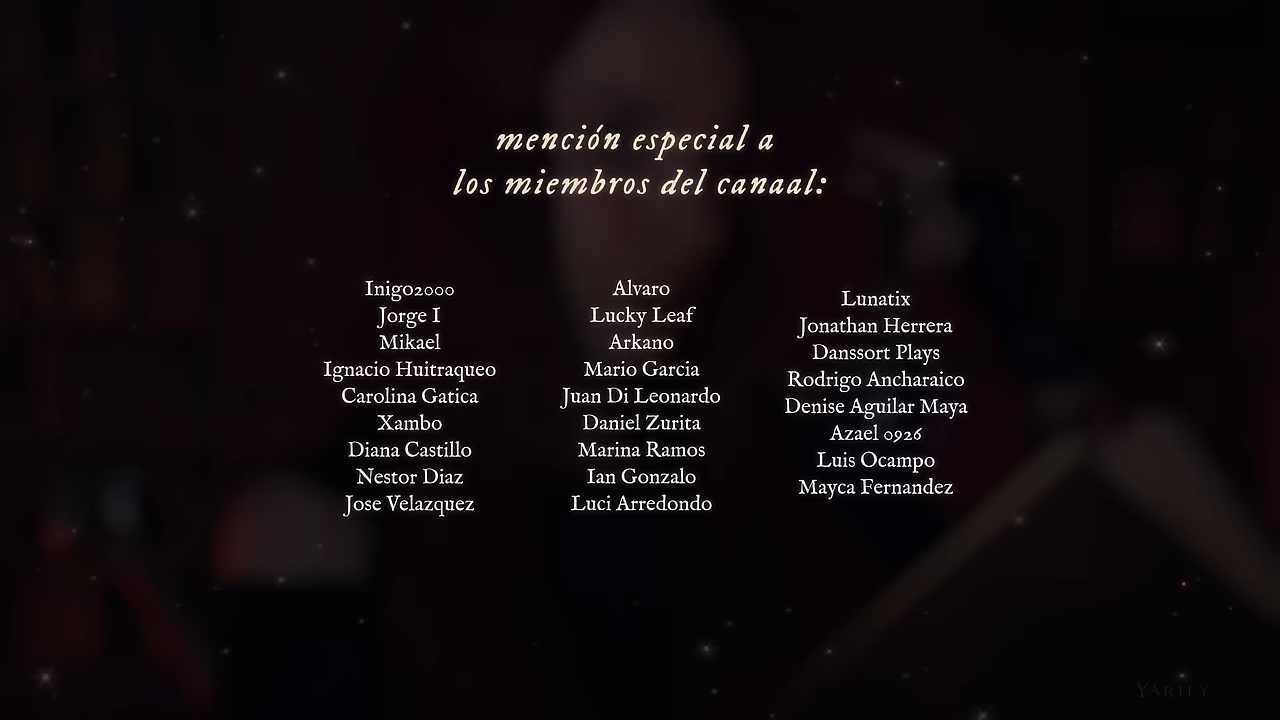 mención especial a
los miembros del canaal:
Inigo2000
Jorge I
Mikael
Ignacio Huitraqueo
Carolina Gatica
Xambo
Diana Castillo
Nestor Diaz
Jose Velazquez
Alvaro
Lucky Leaf
Arkano
Mario Garcia
Juan Di Leonardo
Daniel Zurita
Marina Ramos
Ian Gonzalo
Luci Arredondo
Lunatix
Jonathan Herrera
Danssort Plays
Rodrigo Ancharaico
Denise Aguilar Maya
Azael 0926
Luis Ocampo
Mayca Fernandez